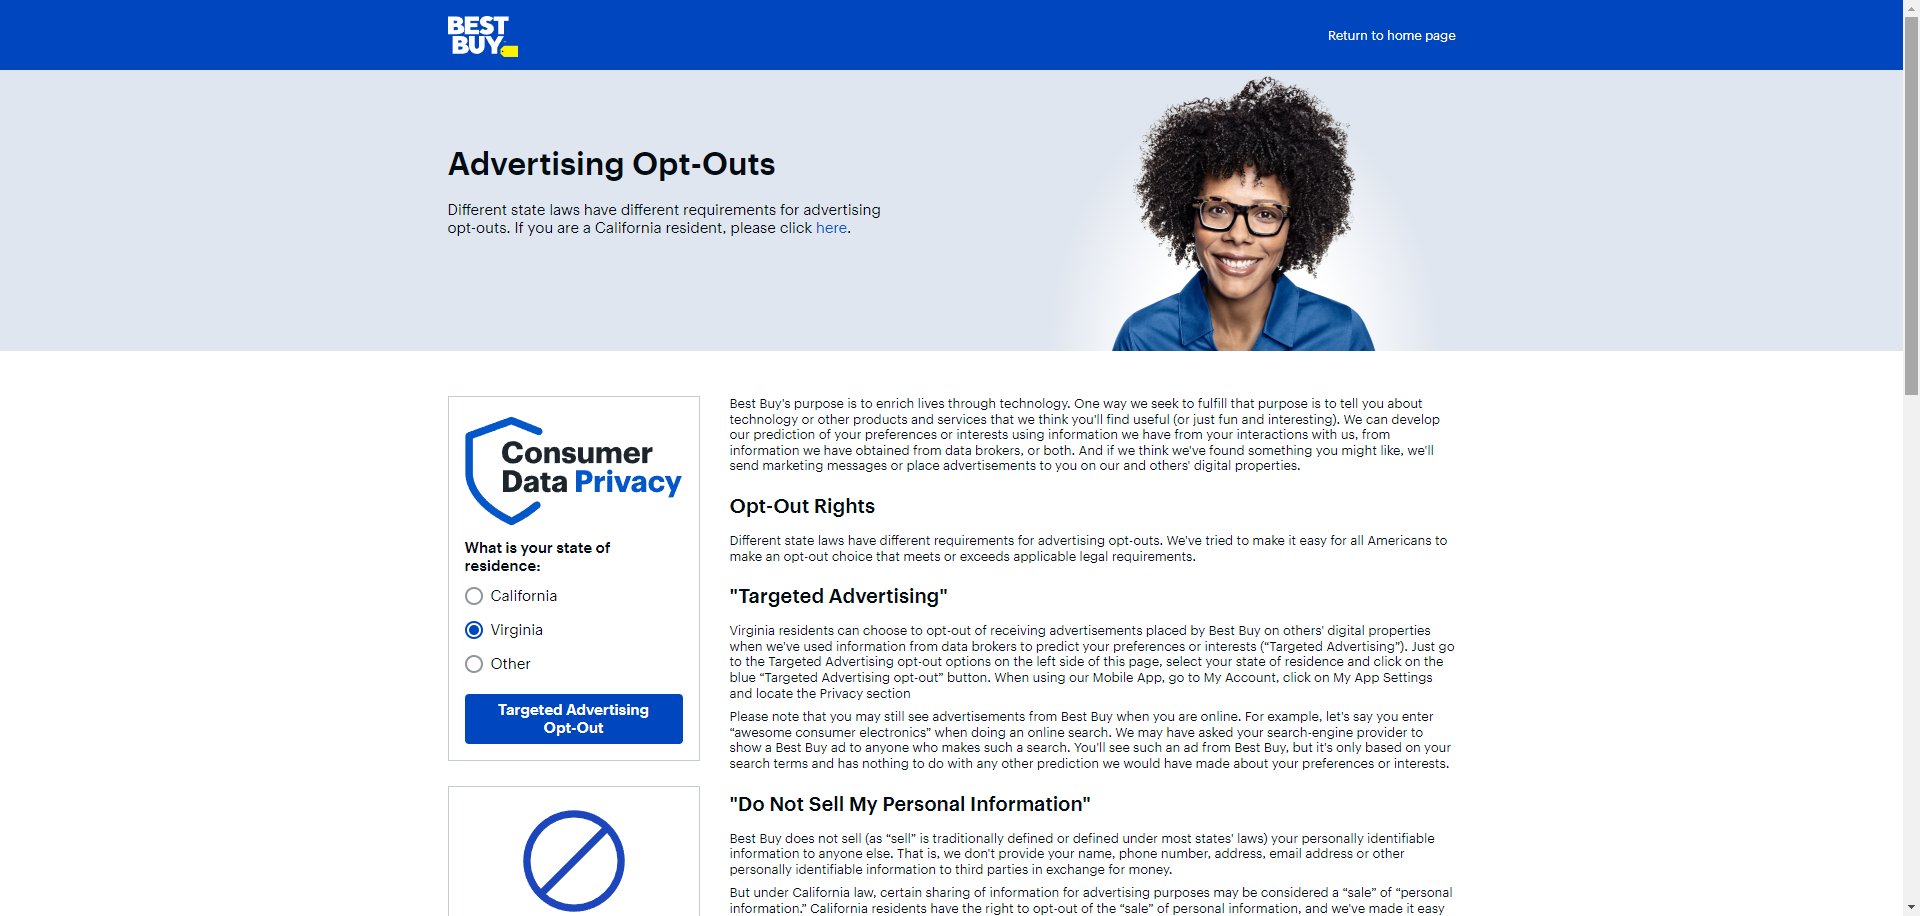 BEST
BUY
Return to home page
Advertising Opt-Outs
Different state laws have different requirements for advertising
opt-outs. If you are a California resident, please click here.
Consumer
Data Privacy
What is your state of
residence:
California
Virginia
Other
Targeted Advertising
Opt-Out
Best Buy's purpose is to enrich lives through technology. One way we seek to fulfill that purpose is to tell you about
technology or other products and services that we think you'll find useful (or just fun and interesting). We can develop
our prediction of your preferences or interests using information we have from your interactions with us, from
information we have obtained from data brokers, or both. And if we think we've found something you might like, we'll
send marketing messages or place advertisements to you on our and others' digital properties.
Opt-Out Rights
Different state laws have different requirements for advertising opt-outs. We've tried to make it easy for all Americans to
make an opt-out choice that meets or exceeds applicable legal requirements.
"Targeted Advertising"
Virginia residents can choose to opt-out of receiving advertisements placed by Best Buy on others' digital properties
when we've used information from data brokers to predict your preferences or interests (“Targeted Advertising”). Just go
to the Targeted Advertising opt-out options on the left side of this page, select your state of residence and click on the
blue “Targeted Advertising opt-out” button. When using our Mobile App, go to My Account, click on My App Settings
and locate the Privacy section
Please note that you may still see advertisements from Best Buy when you are online. For example, let's say you enter
“awesome consumer electronics” when doing an online search. We may have asked your search-engine provider to
show a Best Buy ad to anyone who makes such a search. You'll see such an ad from Best Buy, but it's only based on your
search terms and has nothing to do with any other prediction we would have made about your preferences or interests.
"Do Not Sell My Personal Information"
Best Buy does not sell (as “sell” is traditionally defined or defined under most states' laws) your personally identifiable
information to anyone else. That is, we don't provide your name, phone number, address, email address or other
personally identifiable information to third parties in exchange for money.
But under California law, certain sharing of information for advertising purposes may be considered a “sale” of “personal
information.” California residents have the right to opt-out of the “sale” of personal information, and we've made it easy